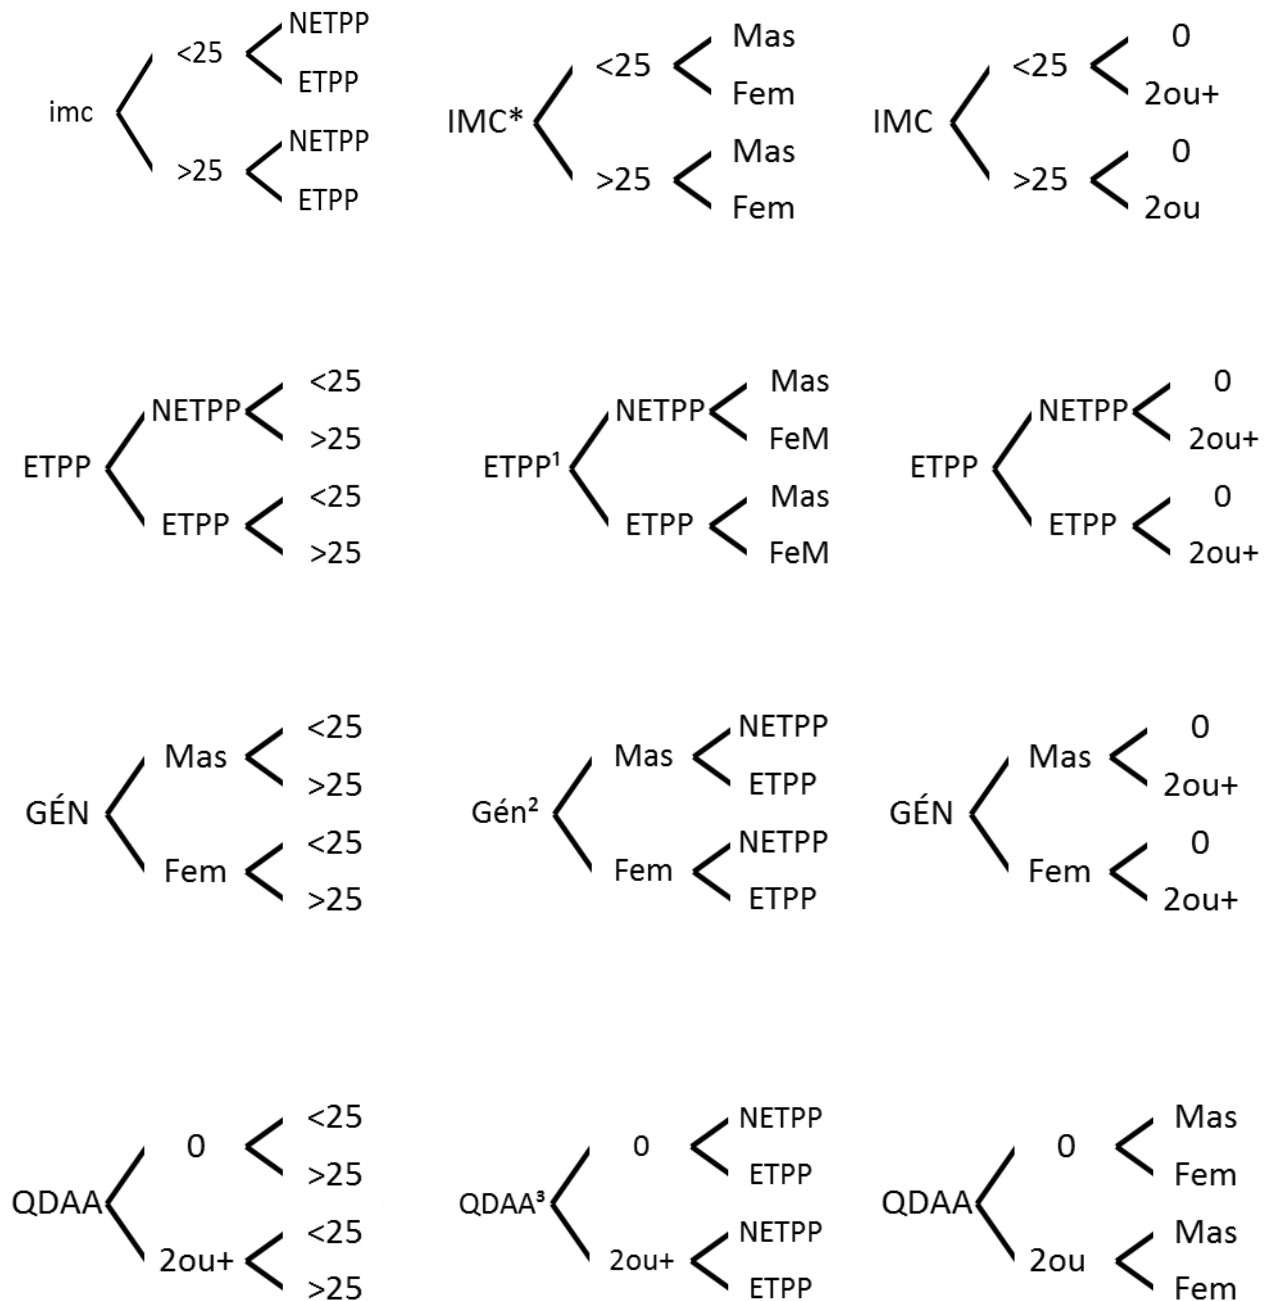 imc
<25
NETPP
ETPP
>25
NETPP
ETPP
IMC*
<25
Mas
Fem
>25
Mas
Fem
IMC
<25
0
2ou+
>25
0
2ou
ETPP
NETPP
<25
>25
ETPP
<25
>25
ETPP¹
NETPP
Mas
FeM
ETPP
Mas
FeM
ETPP
NETPP
0
2ou+
ETPP
0
2ou+
GÉN
Mas
<25
>25
Fem
<25
>25
Gén²
Mas
NETPP
ETPP
Fem
NETPP
ETPP
GÉN
Mas
0
2ou+
Fem
0
2ou+
QDAA
0
<25
>25
2ou+
<25
>25
QDAA³
0
NETPP
ETPP
2ou+
NETPP
ETPP
QDAA
0
Mas
Fem
2ou
Mas
Fem